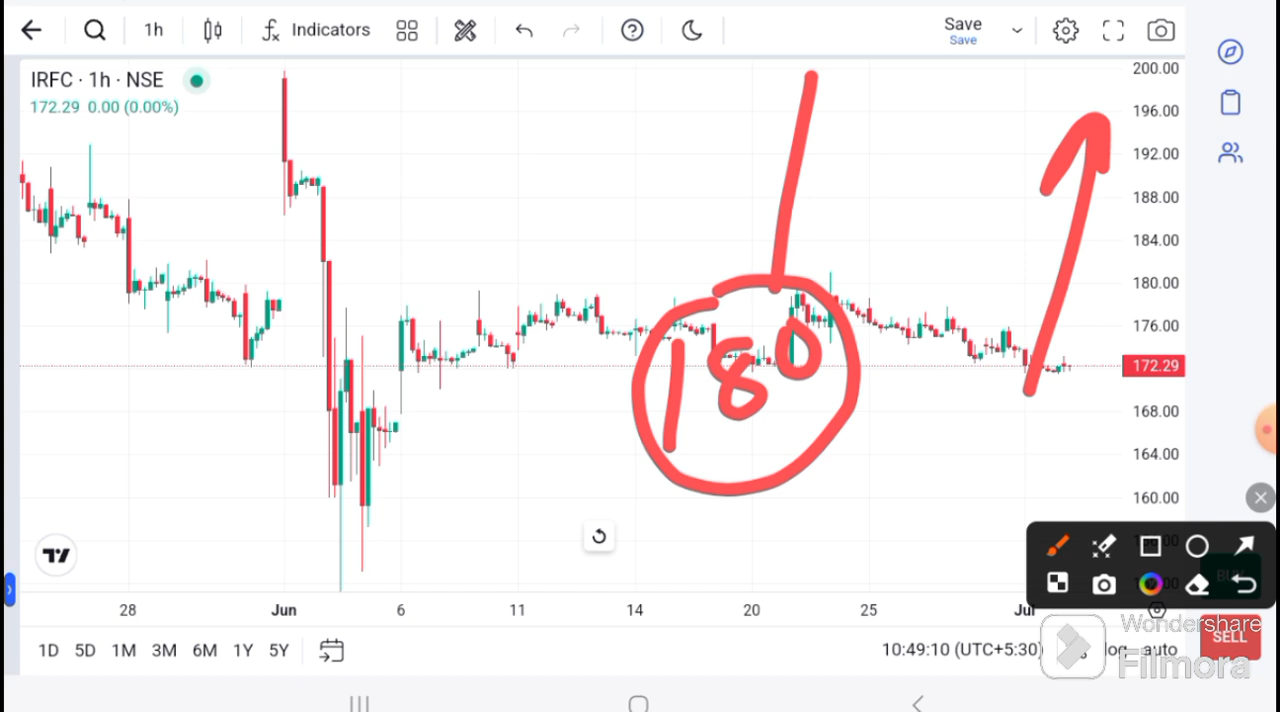 1h
Indicators
Save
Save
IRFC · 1h · NSE
172.29 0.00 (0.00%)
200.00
196.00
192.00
188.00
184.00
180.00
176.00
172.29
168.00
164.00
160.00
180
28 Jun 6 11 14 20 25 Jul
1D 5D 1M 3M 6M 1Y 5Y
10:49:10 (UTC+5:30)
log auto
BUY
SELL
Wondershare
Filmora